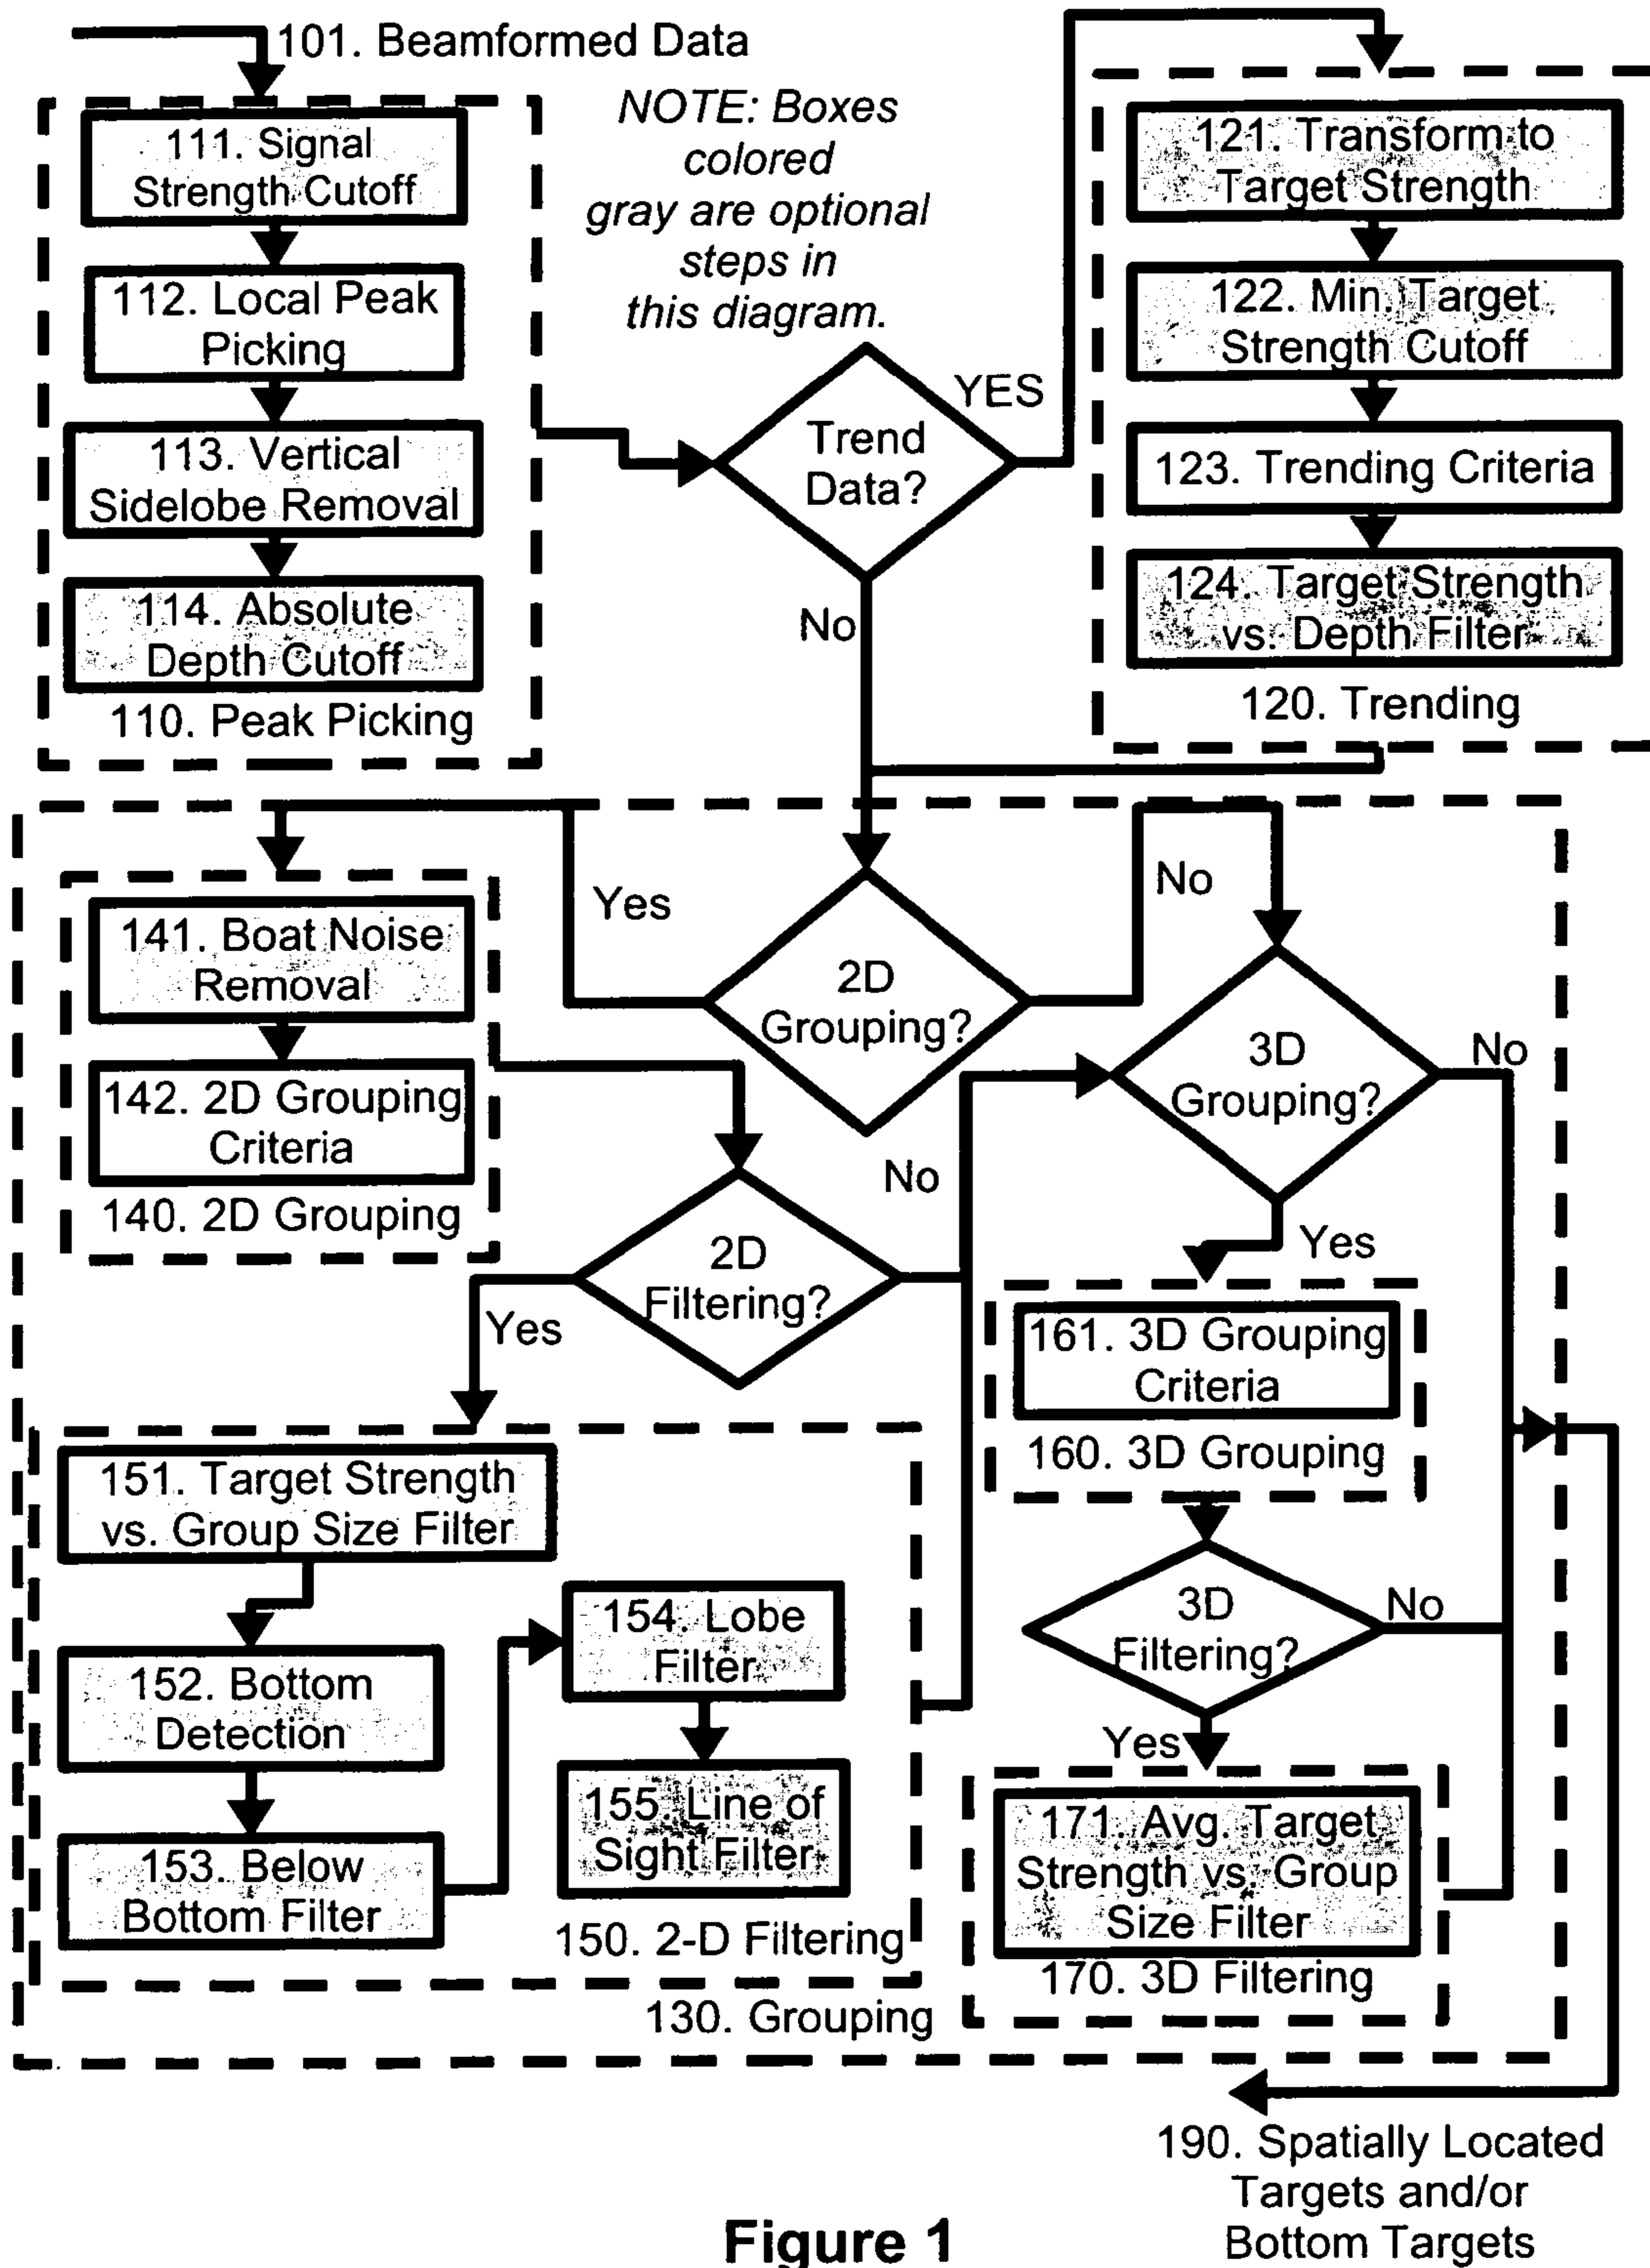 101. Beamformed Data
111. Signal
Strength Cutoff
112. Local Peak
Picking
113. Vertical
Sidelobe Removal
114. Absolute
Depth Cutoff
110. Peak Picking
NOTE: Boxes
colored
gray are optional
steps in
this diagram.
Trend
Data?
YES
No
121. Transform to
Target Strength
122. Min. Target
Strength Cutoff
123. Trending Criteria
124. Target Strength
vs. Depth Filter
120. Trending
2D
Grouping?
Yes
No
141. Boat Noise
Removal
142. 2D Grouping
Criteria
140. 2D Grouping
2D
Filtering?
No
Yes
3D
Grouping?
No
Yes
161. 3D Grouping
Criteria
160. 3D Grouping
151. Target Strength
vs. Group Size Filter
152. Bottom
Detection
153. Below
Bottom Filter
154. Lobe
Filter
155. Line of
Sight Filter
150. 2-D Filtering
3D
Filtering?
No
Yes
171. Avg. Target
Strength vs. Group
Size Filter
170. 3D Filtering
130. Grouping
190. Spatially Located
Targets and/or
Bottom Targets
Figure 1